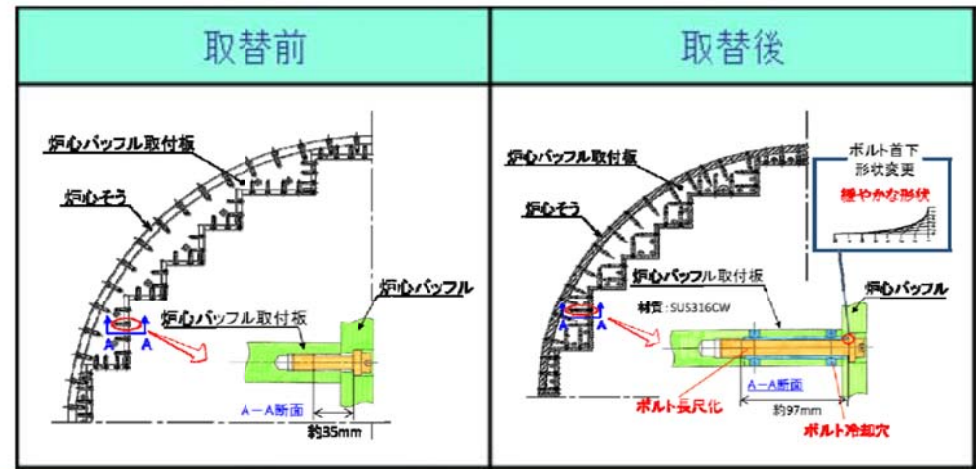 取替前
取替後
炉心バッフル取付板
炉心そう
炉心バッフル
炉心バッフル取付板
A
A
A-A断面
約35mm
炉心バッフル取付板
炉心そう
ボルト首下
形状変更
緩やかな形状
炉心バッフル取付板
炉心バッフル
材質:SUS316CW
A
A
A-A断面
ボルト長尺化
約97mm
ボルト冷却穴